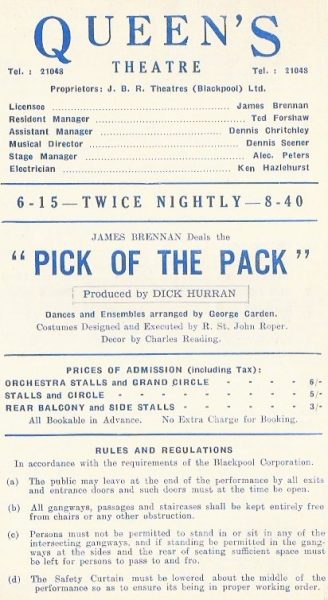 QUEEN'S
THEATRE
Tel. : 21048 Tel. : 21048
Proprietors: J. B. R. Theatres (Blackpool) Ltd.
Licensee .......... James Brennan
Resident Manager .......... Ted Forshaw
Assistant Manager .......... Dennis Chritchley
Musical Director .......... Dennis Seener
Stage Manager .......... Alec. Peters
Electrician .......... Ken Hazlehurst
6-15—TWICE NIGHTLY—8-40
JAMES BRENNAN Deals the
"PICK OF THE PACK"
Produced by DICK HURRAN
Dances and Ensembles arranged by George Carden.
Costumes Designed and Executed by R. St. John Roper.
Decor by Charles Reading.
PRICES OF ADMISSION (including Tax):
ORCHESTRA STALLS and GRAND CIRCLE - - - - 6/-
STALLS and CIRCLE - - - - - - - 5/-
REAR BALCONY and SIDE STALLS - - - - - 3/-
All Bookable in Advance. No Extra Charge for Booking.
RULES AND REGULATIONS
In accordance with the requirements of the Blackpool Corporation.
(a) The public may leave at the end of the performance by all exits
and entrance doors and such doors must at the time be open.
(b) All gangways, passages and staircases shall be kept entirely free
from chairs or any other obstruction.
(c) Persons must not be permitted to stand in or sit in any of the
intersecting gangways, and if standing be permitted in the gang-
ways at the sides and the rear of seating sufficient space must
be left for persons to pass to and fro.
(d) The Safety Curtain must be lowered about the middle of the
performance so as to ensure its being in proper working order.